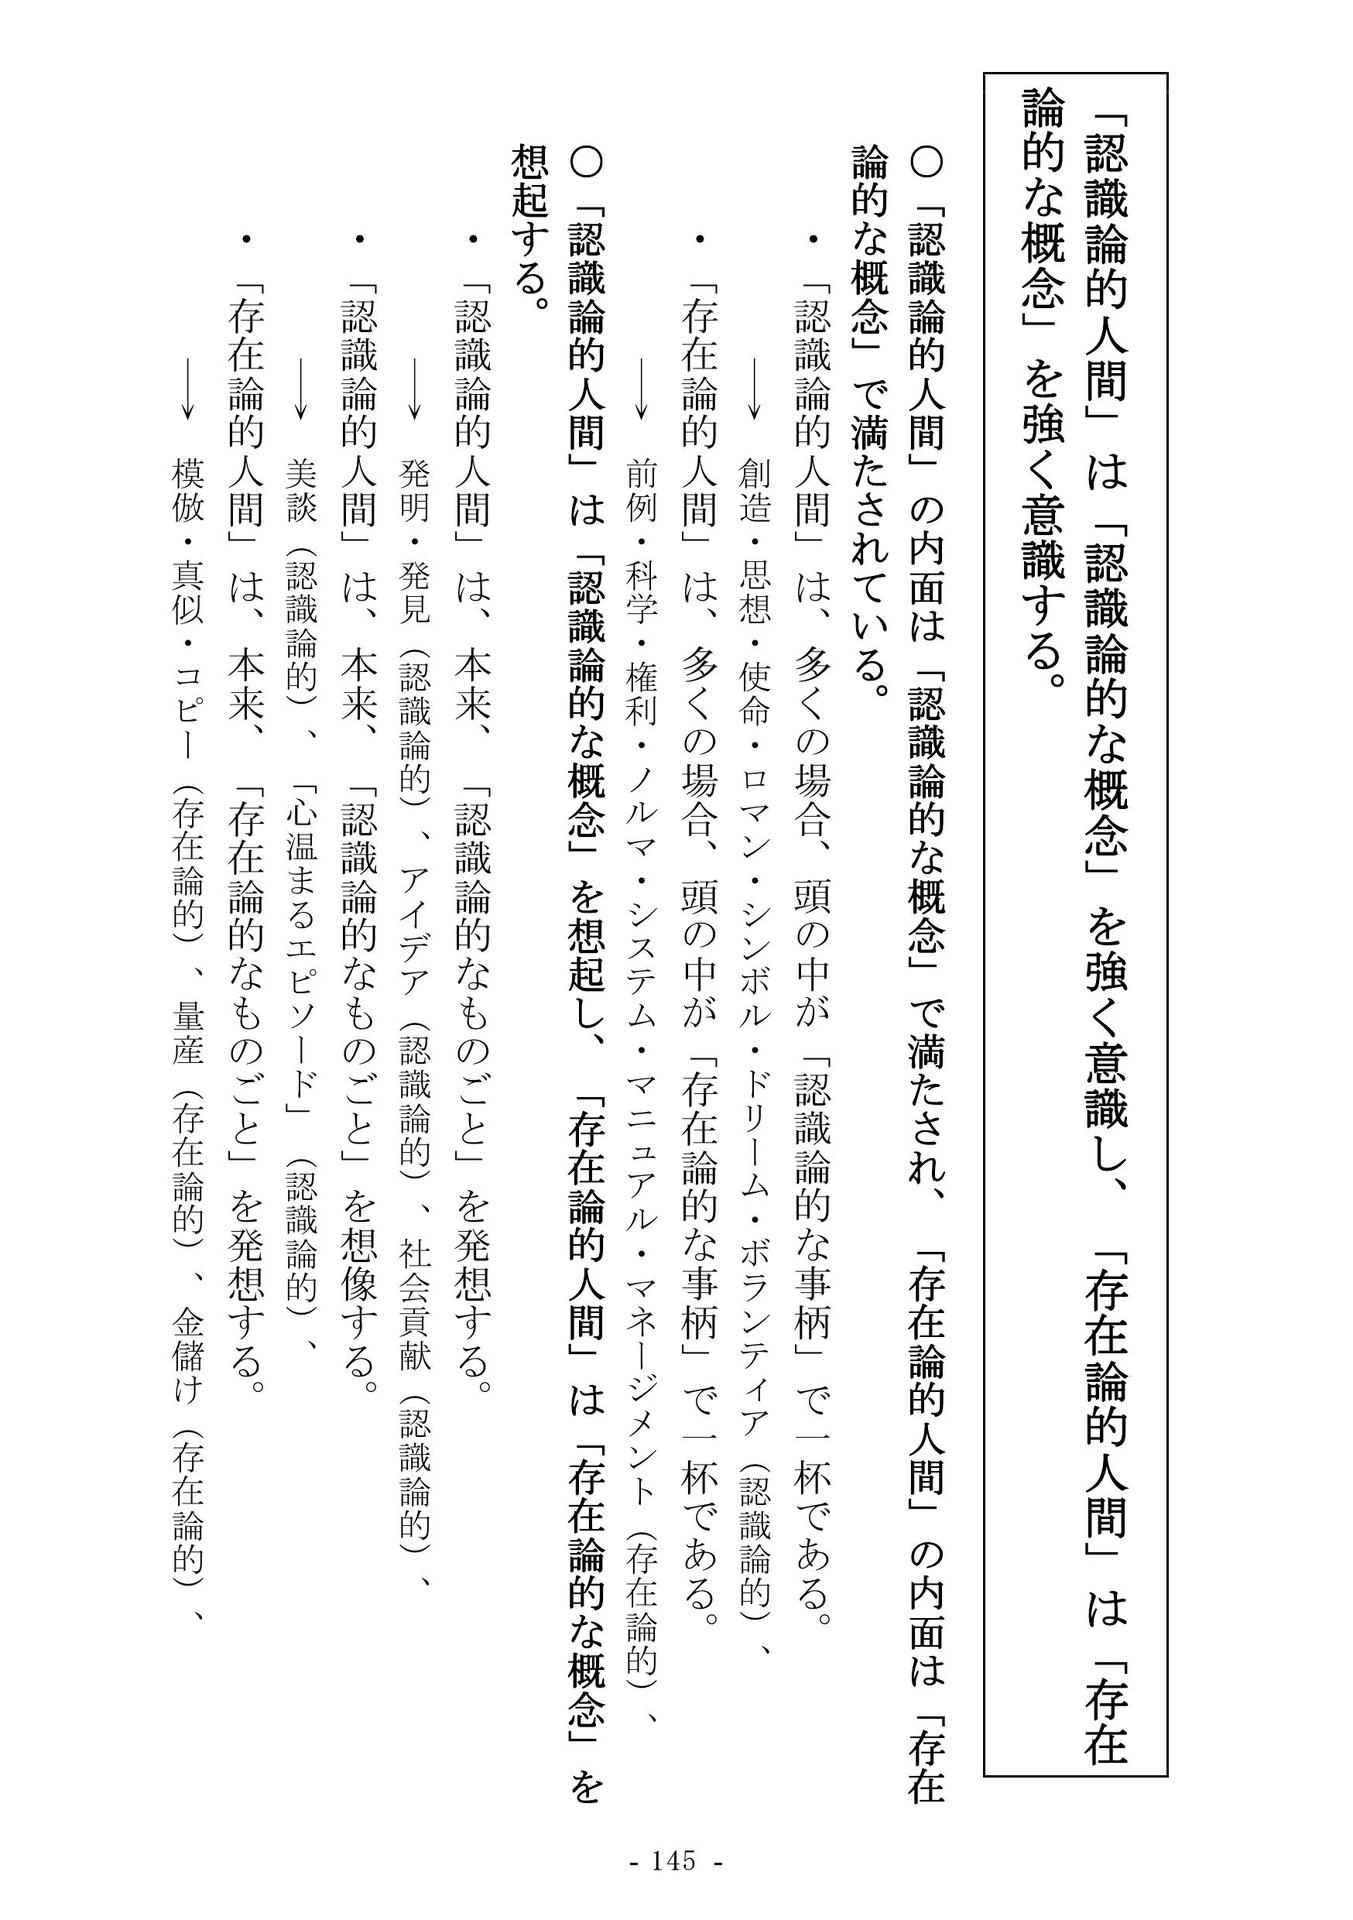 「認識論的人間」は「認識論的な概念」を強く意識し、「存在論的人間」は「存在
論的な概念」を強く意識する。
〇「認識論的人間」の内面は「認識論的な概念」で満たされ、「存在論的人間」の内面は「存在
論的な概念」で満たされている。
・「認識論的人間」は、多くの場合、頭の中が「認識論的な事柄」で一杯である。
→ 創造・思想・使命・ロマン・シンボル・ドリーム・ボランティア（認識論的）、
・「存在論的人間」は、多くの場合、頭の中が「存在論的な事柄」で一杯である。
→ 前例・科学・権利・ノルマ・システム・マニュアル・マネージメント（存在論的）、
〇「認識論的人間」は「認識論的な概念」を想起し、「存在論的人間」は「存在論的な概念」を
想起する。
・「認識論的人間」は、本来、「認識論的なものごと」を発想する。
→ 発明・発見（認識論的）、アイデア（認識論的）、社会貢献（認識論的）、
・「認識論的人間」は、本来、「認識論的なものごと」を想像する。
→ 美談（認識論的）、「心温まるエピソード」（認識論的）、
・「存在論的人間」は、本来、「存在論的なものごと」を発想する。
→ 模倣・真似・コピー（存在論的）、量産（存在論的）、金儲け（存在論的）、
- 145 -